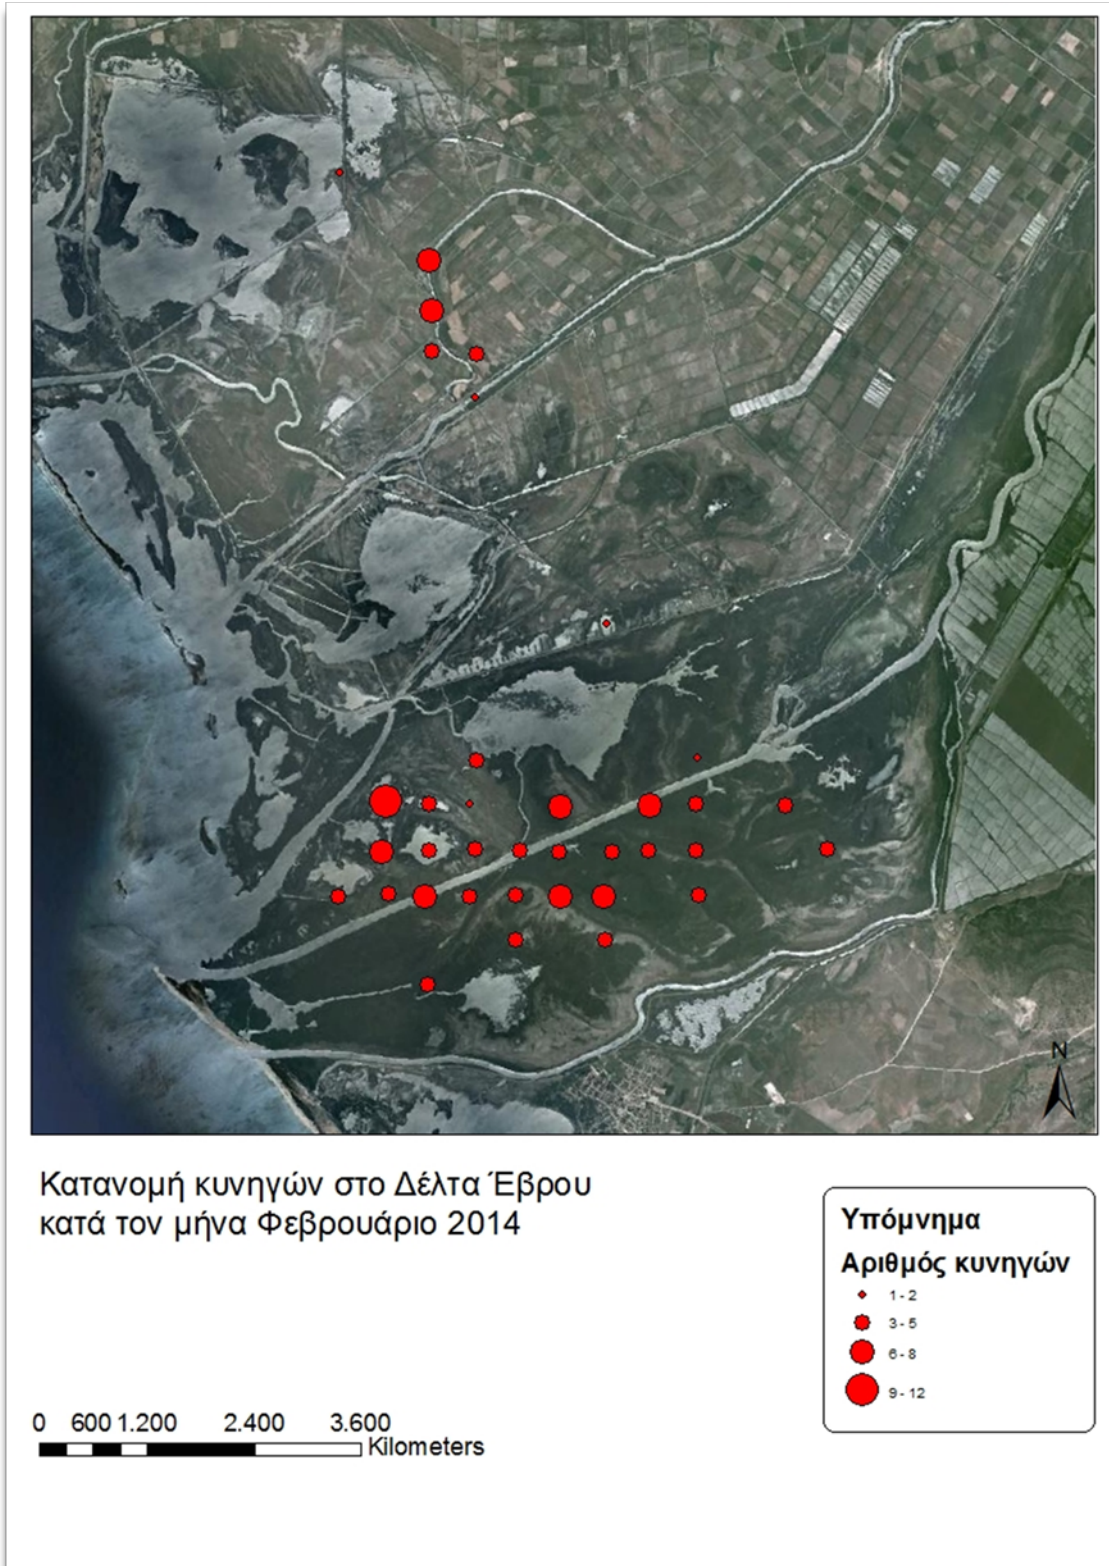 N
Κατανομή κυνηγών στο Δέλτα Έβρου
κατά τον μήνα Φεβρουάριο 2014
Υπόμνημα
Αριθμός κυνηγών
1 - 2
3 - 5
6 - 8
9 - 12
0 600 1.200 2.400 3.600
Kilometers